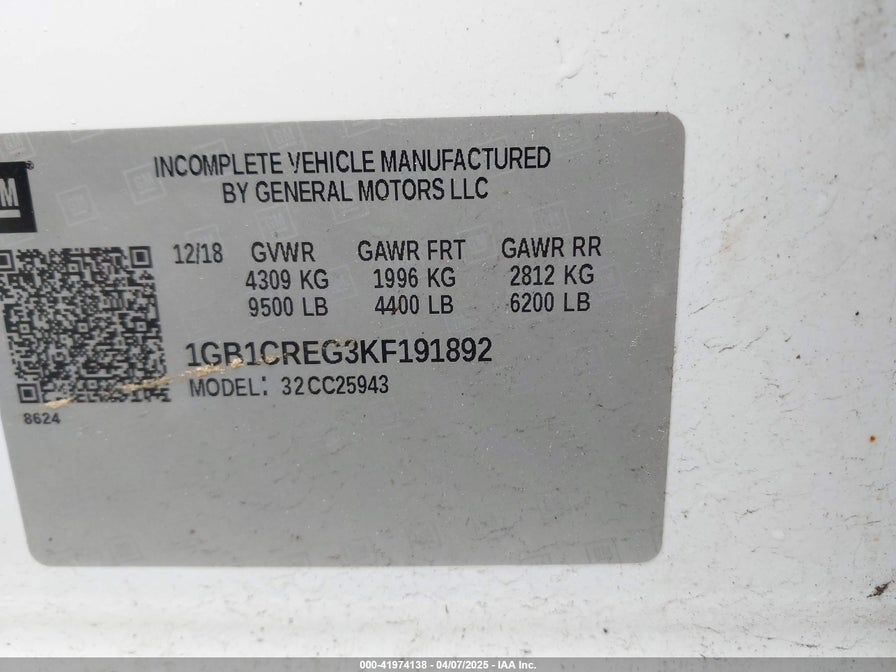 INCOMPLETE VEHICLE MANUFACTURED
BY GENERAL MOTORS LLC
12/18 GVWR GAWR FRT GAWR RR
4309 KG 1996 KG 2812 KG
9500 LB 4400 LB 6200 LB
1GB1CREG3KF191892
MODEL: 32CC25943
8624
000-41974138 - 04/07/2025 - IAA Inc.